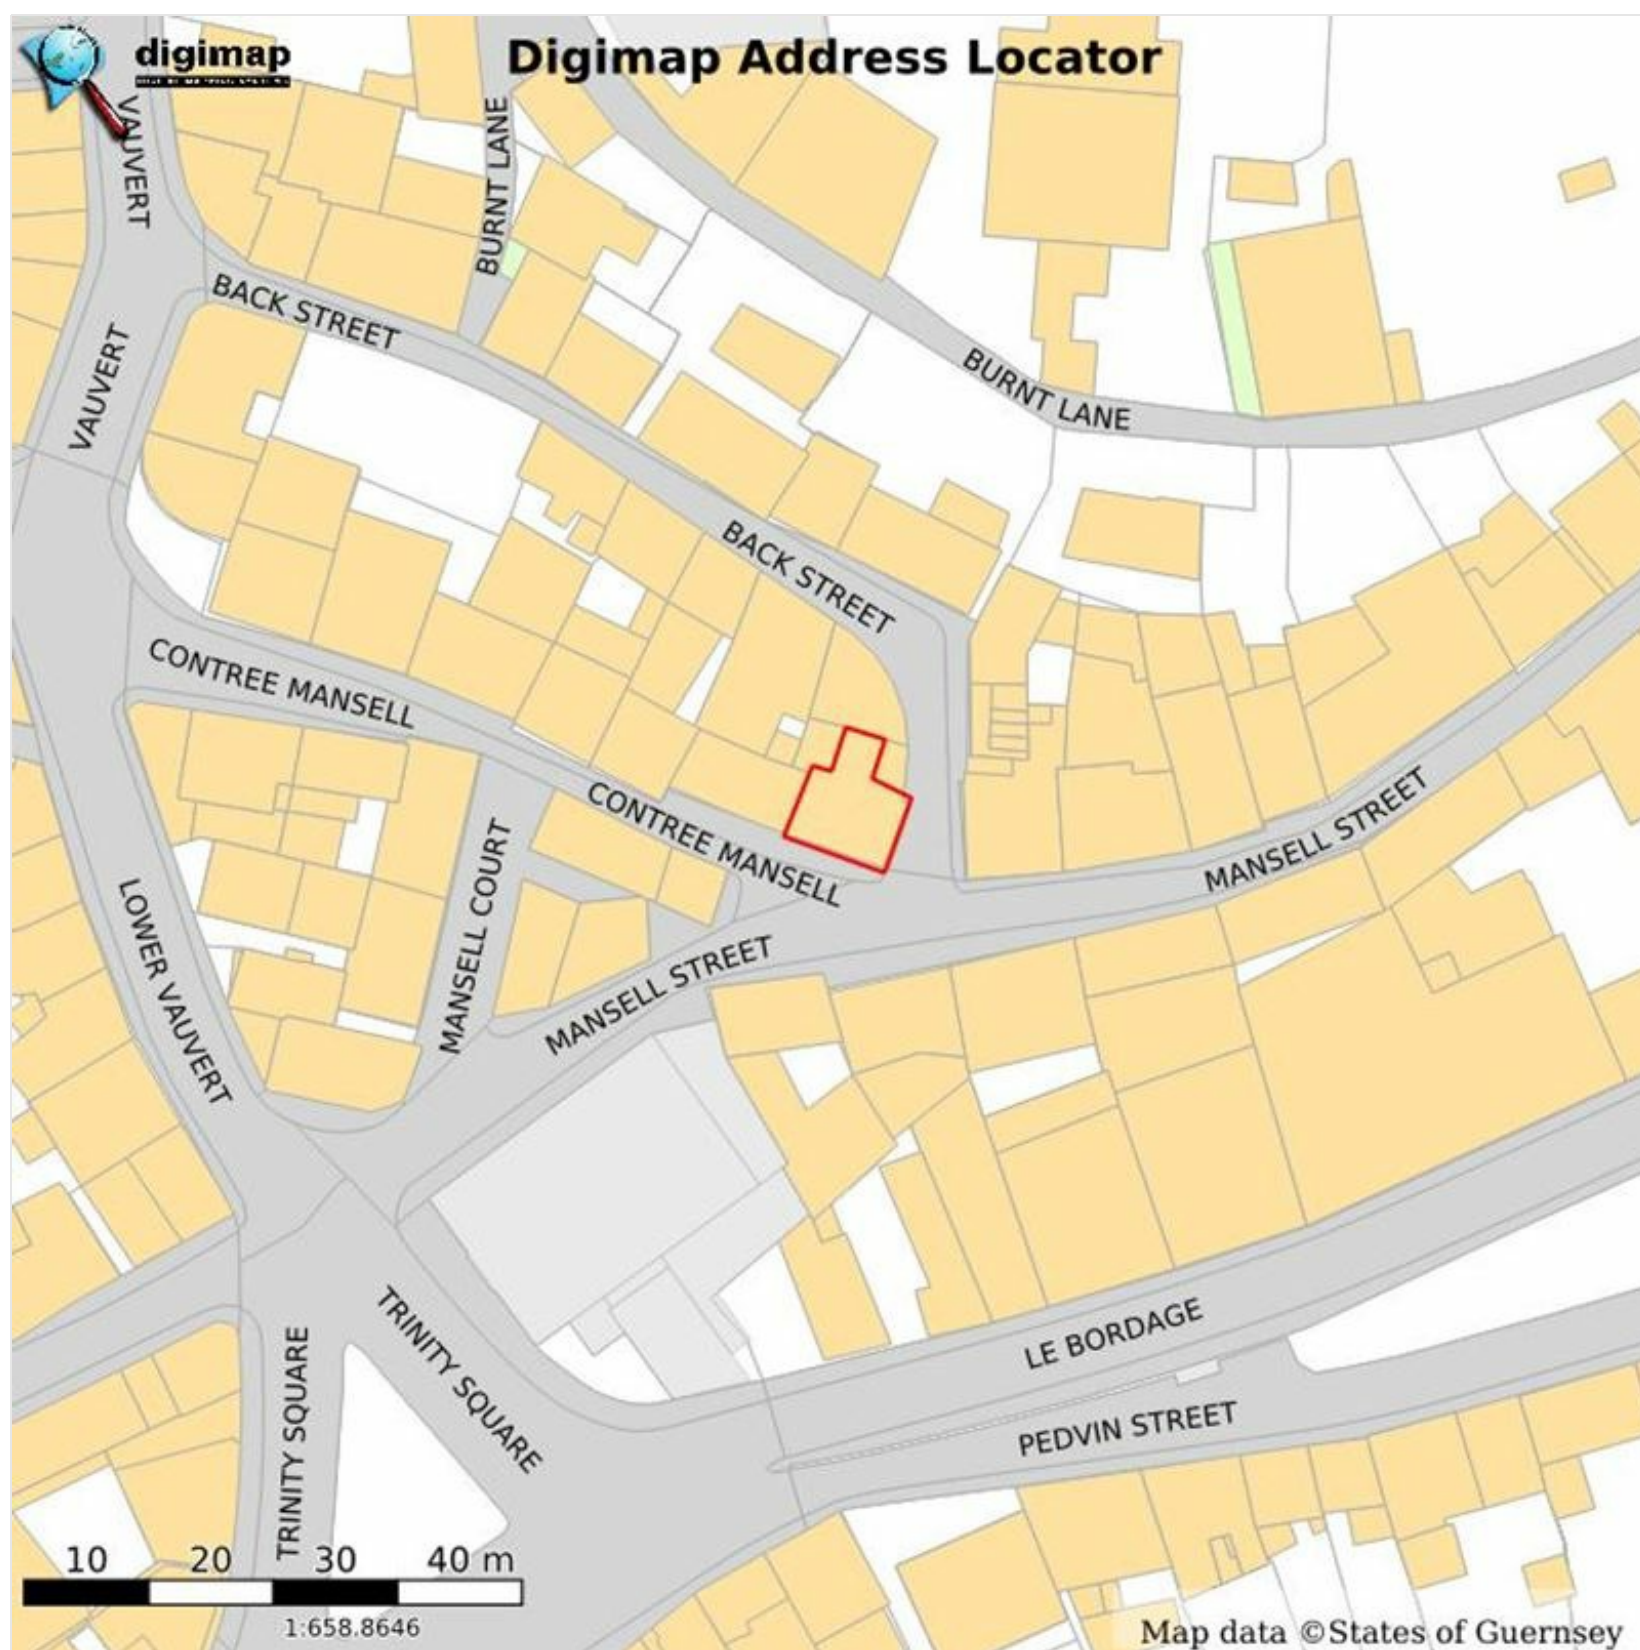 digimap
Digimap Address Locator
VAUVERT
BURNT LANE
BACK STREET
VAUVERT
BURNT LANE
BACK STREET
CONTREE MANSELL
CONTREE MANSELL
MANSELL STREET
MANSELL COURT
LOWER VAUVERT
MANSELL STREET
TRINITY SQUARE
LE BORDAGE
TRINITY SQUARE
PEDVIN STREET
10 20 30 40 m
1:658.8646
Map data ©States of Guernsey